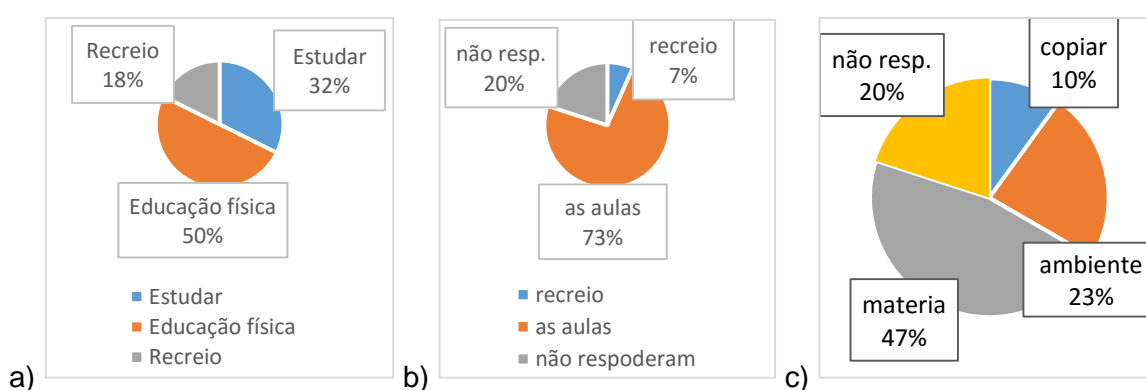 Recreio
18%
Estudar
32%
Educação física
50%
Estudar
Educação física
Recreio
a)
não resp.
20%
recreio
7%
as aulas
73%
recreio
as aulas
não respoderam
b)
não resp.
20%
copiar
10%
ambiente
23%
materia
47%
c)